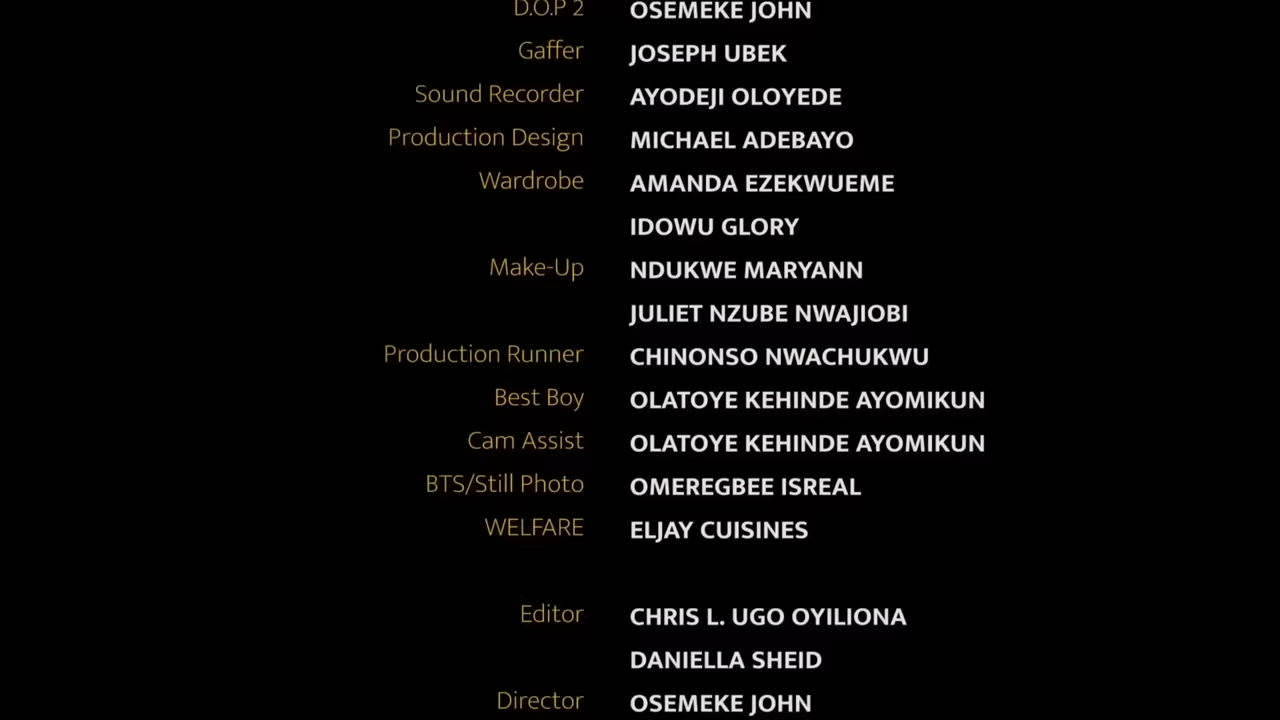 D.O.P 2 OSEMEKE JOHN
Gaffer JOSEPH UBEK
Sound Recorder AYODEJI OLOYEDE
Production Design MICHAEL ADEBAYO
Wardrobe AMANDA EZEKWUEME
IDOWU GLORY
Make-Up NDUKWE MARYANN
JULIET NZUBE NWAJIOBI
Production Runner CHINONSO NWACHUKWU
Best Boy OLATOYE KEHINDE AYOMIKUN
Cam Assist OLATOYE KEHINDE AYOMIKUN
BTS/Still Photo OMEREGBEE ISREAL
WELFARE ELJAY CUISINES
Editor CHRIS L. UGO OYILIONA
DANIELLA SHEID
Director OSEMEKE JOHN